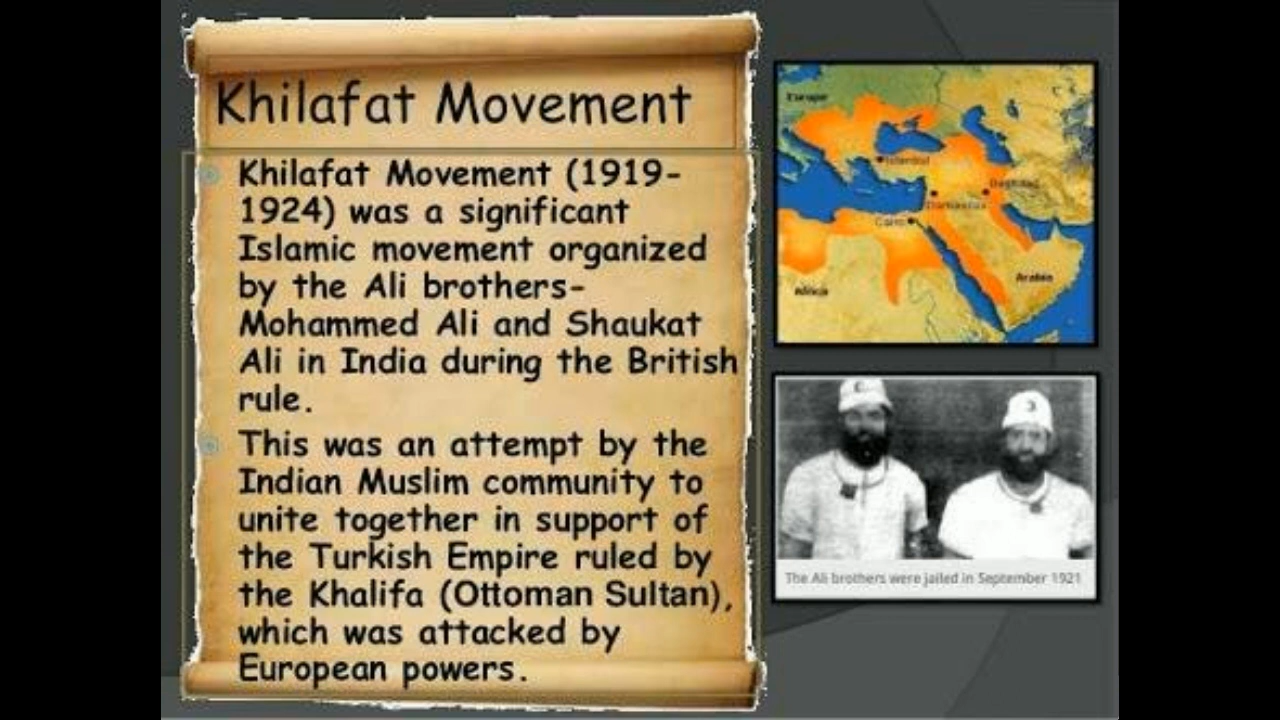 Khilafat Movement
Khilafat Movement (1919-
1924) was a significant
Islamic movement organized
by the Ali brothers-
Mohammed Ali and Shaukat
Ali in India during the British
rule.
This was an attempt by the
Indian Muslim community to
unite together in support of
the Turkish Empire ruled by
the Khalifa (Ottoman Sultan),
which was attacked by
European powers.
Europe
Istanbul
Baghdad
Damascus
Cairo
Arabia
Africa
The Ali brothers were jailed in September 1921